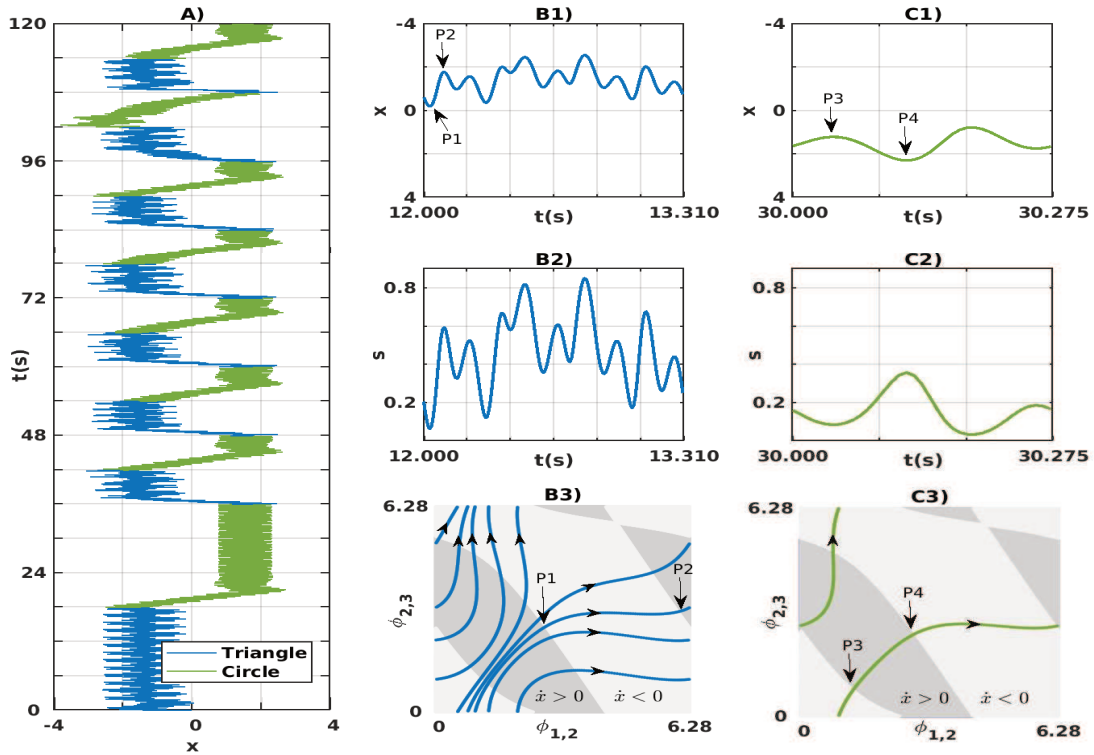 A)
120
96
72
48
24
0
t(s)
-4
-2
0
2
4
x
Triangle
Circle
B1)
-4
0
4
x
P2
P1
12.000
13.310
t(s)
C1)
-4
0
4
x
P3
P4
30.000
30.275
t(s)
B2)
0.8
0.2
s
12.000
13.310
t(s)
C2)
0.8
0.2
s
30.000
30.275
t(s)
B3)
6.28
0
ϕ2,3
P1
P2
ẋ > 0
ẋ < 0
0
6.28
ϕ1,2
C3)
6.28
0
ϕ2,3
P3
P4
ẋ > 0
ẋ < 0
0
6.28
ϕ1,2